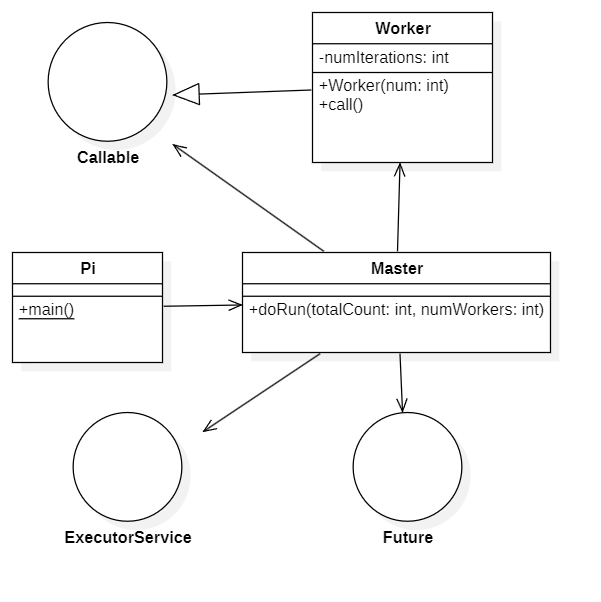 Worker
-numIterations: int
+Worker(num: int)
+call()
Callable
Pi
+main()
Master
+doRun(totalCount: int, numWorkers: int)
ExecutorService
Future